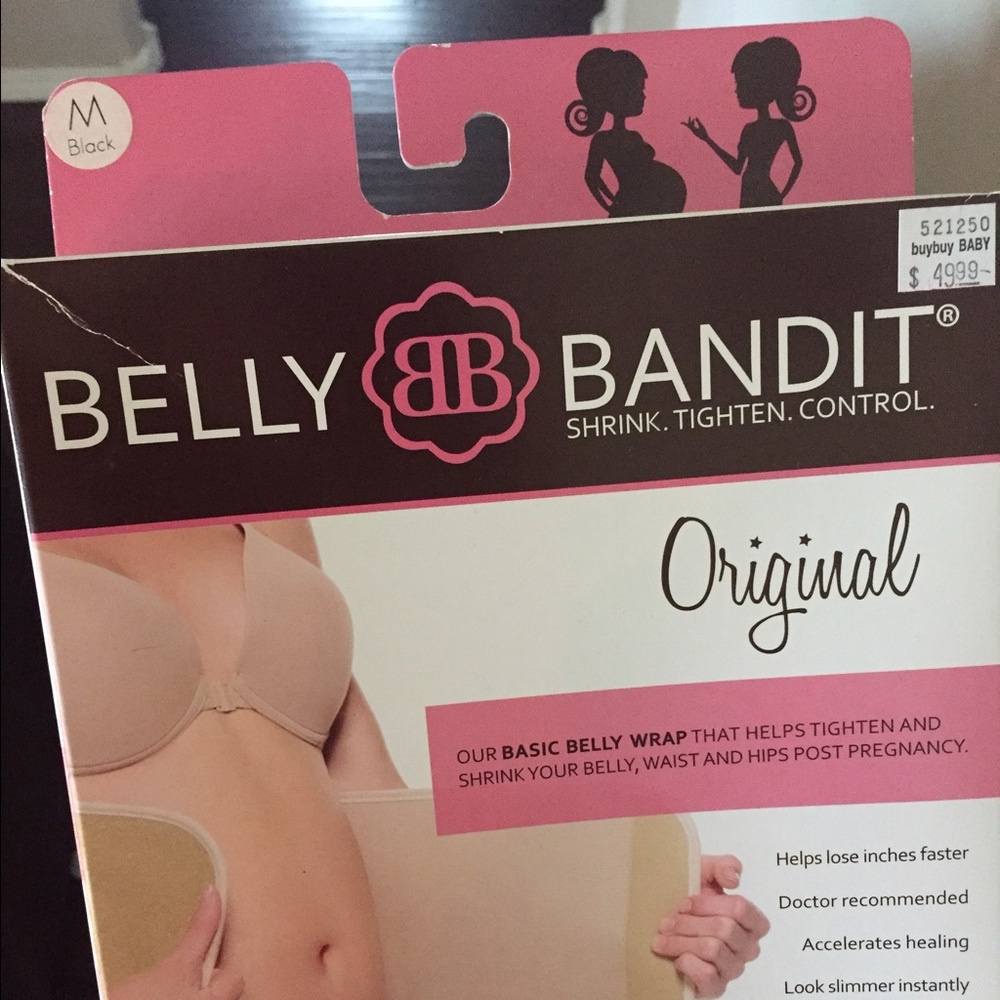 M
Black
521250
buybuy BABY
$ 4999-
BELLY BB BANDIT®
SHRINK. TIGHTEN. CONTROL.
Original
OUR BASIC BELLY WRAP THAT HELPS TIGHTEN AND
SHRINK YOUR BELLY, WAIST AND HIPS POST PREGNANCY.
Helps lose inches faster
Doctor recommended
Accelerates healing
Look slimmer instantly